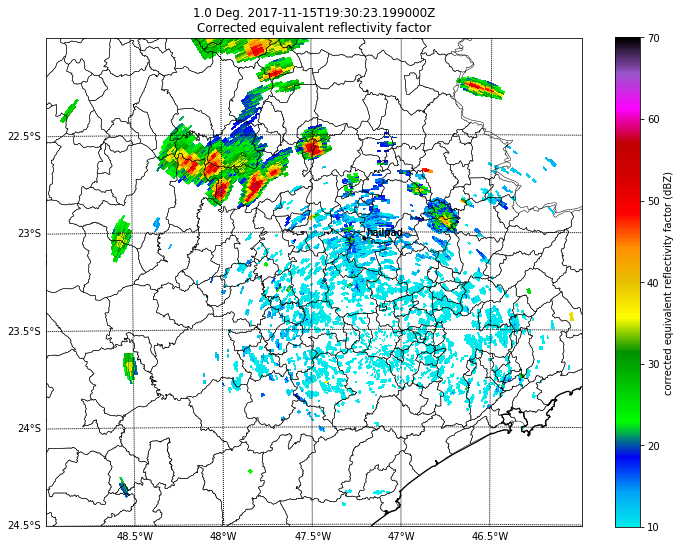 1.0 Deg. 2017-11-15T19:30:23.199000Z
Corrected equivalent reflectivity factor
22.5°S
23°S
23.5°S
24°S
24.5°S
48.5°W
48°W
47.5°W
47°W
46.5°W
hailpad
70
60
50
40
30
20
10
corrected equivalent reflectivity factor (dBZ)